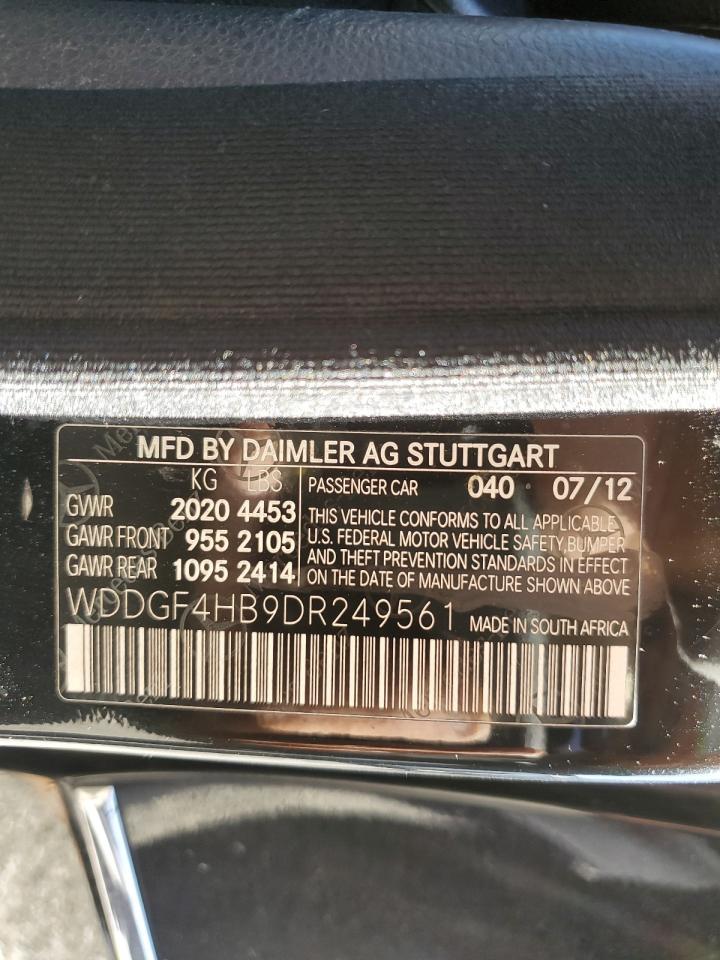 MFD BY DAIMLER AG STUTTGART
KG LBS
GVWR 2020 4453
GAWR FRONT 955 2105
GAWR REAR 1095 2414
PASSENGER CAR 040 07/12
THIS VEHICLE CONFORMS TO ALL APPLICABLE
U.S. FEDERAL MOTOR VEHICLE SAFETY, BUMPER
AND THEFT PREVENTION STANDARDS IN EFFECT
ON THE DATE OF MANUFACTURE SHOWN ABOVE
WDDGF4HB9DR249561 MADE IN SOUTH AFRICA